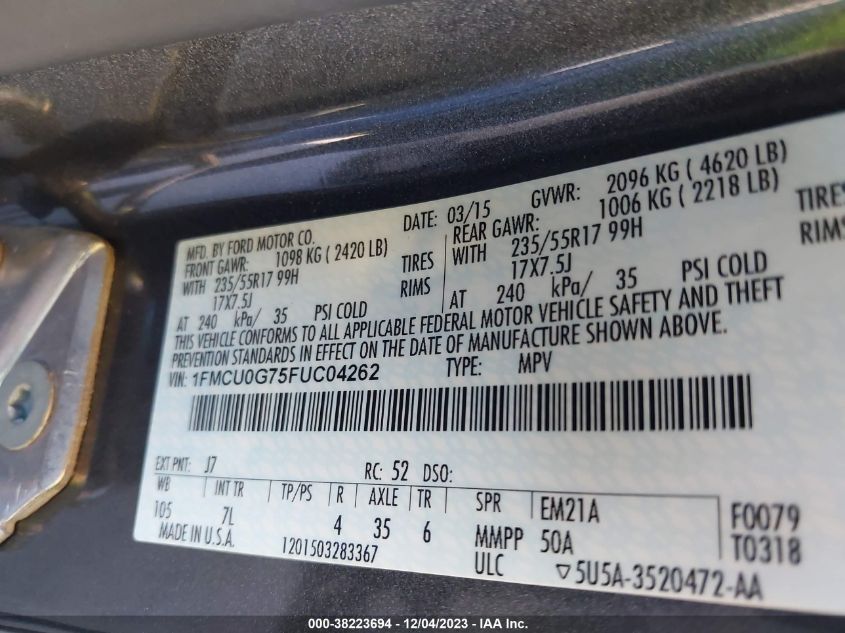 MFD. BY FORD MOTOR CO. DATE: 03/15 GVWR: 2096 KG ( 4620 LB)
FRONT GAWR: 1098 KG ( 2420 LB) REAR GAWR: 1006 KG ( 2218 LB)
WITH 235/55R17 99H TIRES WITH 235/55R17 99H TIRES
17X7.5J RIMS 17X7.5J RIMS
AT 240 kPa/ 35 PSI COLD AT 240 kPa/ 35 PSI COLD
THIS VEHICLE CONFORMS TO ALL APPLICABLE FEDERAL MOTOR VEHICLE SAFETY AND THEFT
PREVENTION STANDARDS IN EFFECT ON THE DATE OF MANUFACTURE SHOWN ABOVE.
VIN: 1FMCU0G75FUC04262 TYPE: MPV
EXT PNT: J7 RC: 52 DSO:
WB INT TR TP/PS R AXLE TR SPR EM21A F0079
105 7L 4 35 6 MMPP 50A T0318
MADE IN U.S.A. 1201503283367 ULC ▽5U5A-3520472-AA
000-38223694 - 12/04/2023 - IAA Inc.